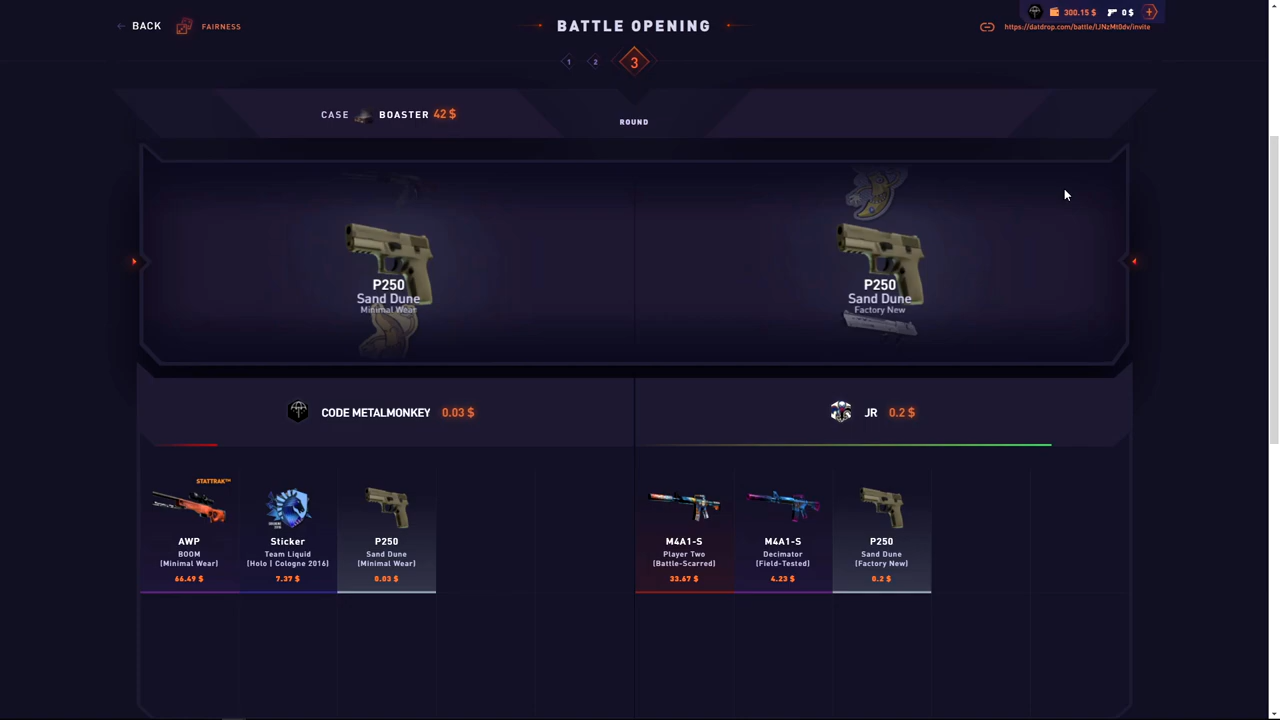 300.15 $ 0 $
BACK FAIRNESS
BATTLE OPENING
https://datdrop.com/battle/IJNzMt0dv/invite
1 2 3
CASE BOASTER 42 $
ROUND
P250
Sand Dune
Minimal Wear
P250
Sand Dune
Factory New
CODE METALMONKEY 0.03 $
JR 0.2 $
STATTRAK™
AWP
BOOM
(Minimal Wear)
66.49 $
Sticker
Team Liquid
(Holo | Cologne 2016)
7.37 $
P250
Sand Dune
(Minimal Wear)
0.03 $
M4A1-S
Player Two
(Battle-Scarred)
33.67 $
M4A1-S
Decimator
(Field-Tested)
4.23 $
P250
Sand Dune
(Factory New)
0.2 $